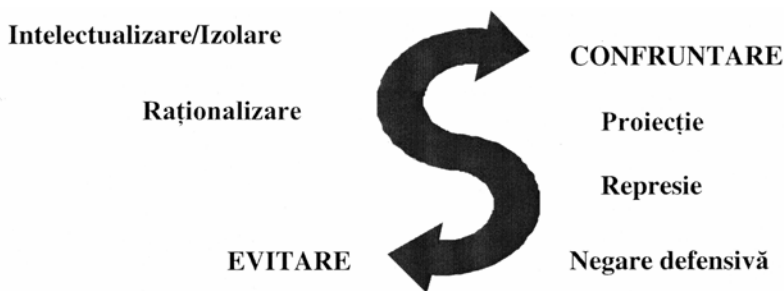 Intelectualizare/Izolare
CONFRUNTARE
Raționalizare
Proiecție
Represie
EVITARE
Negare defensivă